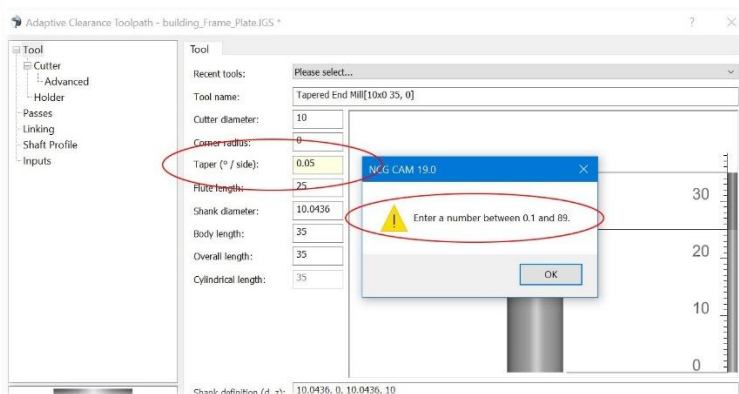 Adaptive Clearance Toolpath - building_Frame_Plate.IGS *
?
Tool
Cutter
Advanced
Holder
Passes
Linking
Shaft Profile
Inputs
Tool
Recent tools: Please select...
Tool name: Tapered End Mill[10x0 35, 0]
Cutter diameter: 10
Corner radius: 0
Taper (° / side): 0.05
Flute length: 25
Shank diameter: 10.0436
Body length: 35
Overall length: 35
Cylindrical length: 35
NCG CAM 19.0
Enter a number between 0.1 and 89.
OK
30
20
10
0
Shank definition (d, z): 10.0436, 0, 10.0436, 10